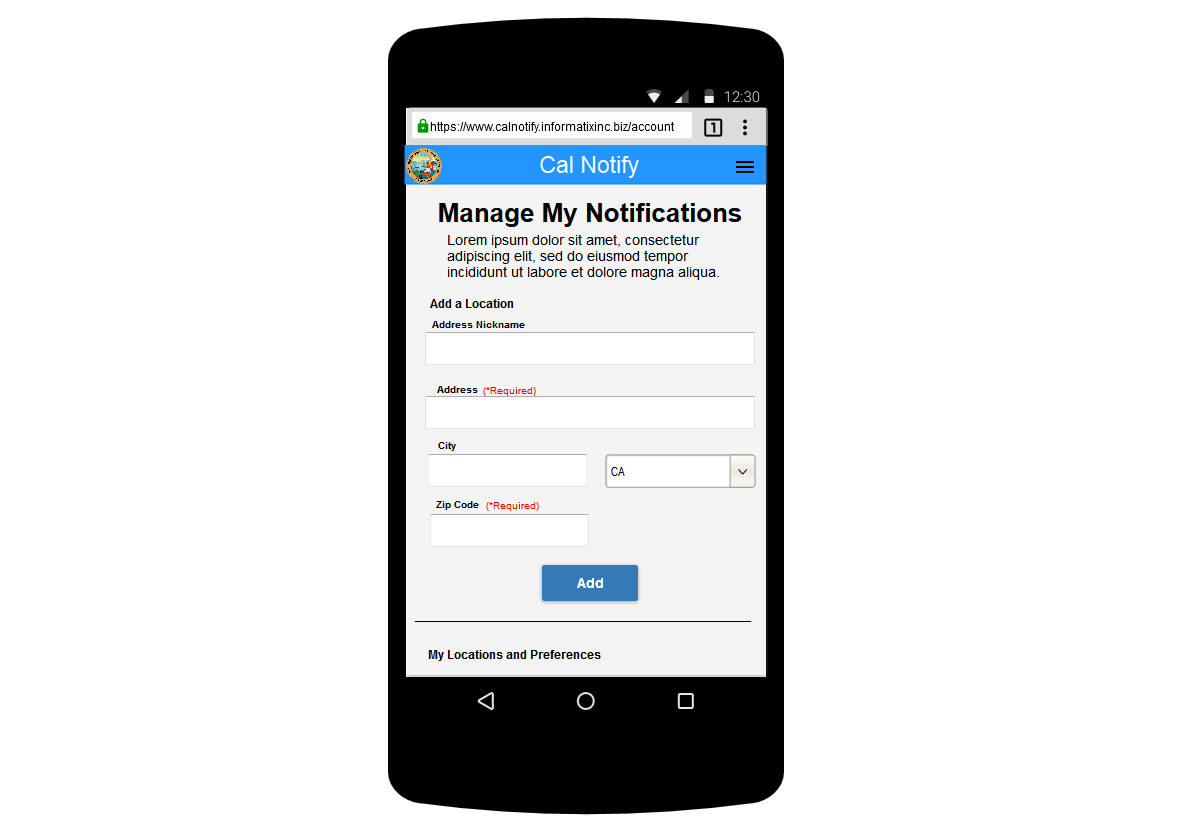 12:30
https://www.calnotify.informatixinc.biz/account
1
Cal Notify
Manage My Notifications
Lorem ipsum dolor sit amet, consectetur
adipiscing elit, sed do eiusmod tempor
incididunt ut labore et dolore magna aliqua.
Add a Location
Address Nickname
Address (*Required)
City
CA
Zip Code (*Required)
Add
My Locations and Preferences